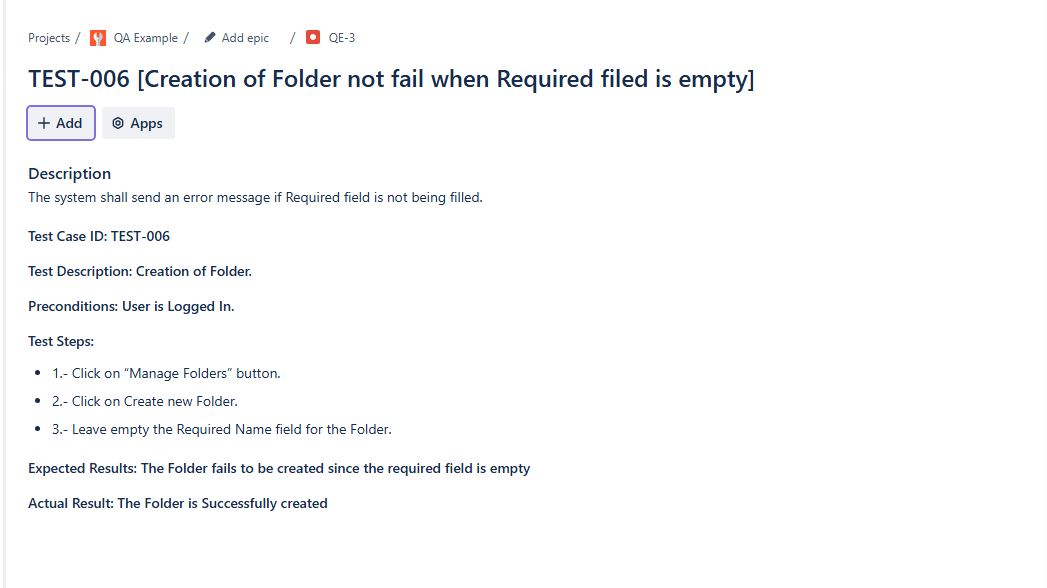 Projects / QA Example / Add epic / QE-3
TEST-006 [Creation of Folder not fail when Required filed is empty]
+ Add Apps
Description
The system shall send an error message if Required field is not being filled.
Test Case ID: TEST-006
Test Description: Creation of Folder.
Preconditions: User is Logged In.
Test Steps:
• 1.- Click on “Manage Folders” button.
• 2.- Click on Create new Folder.
• 3.- Leave empty the Required Name field for the Folder.
Expected Results: The Folder fails to be created since the required field is empty
Actual Result: The Folder is Successfully created